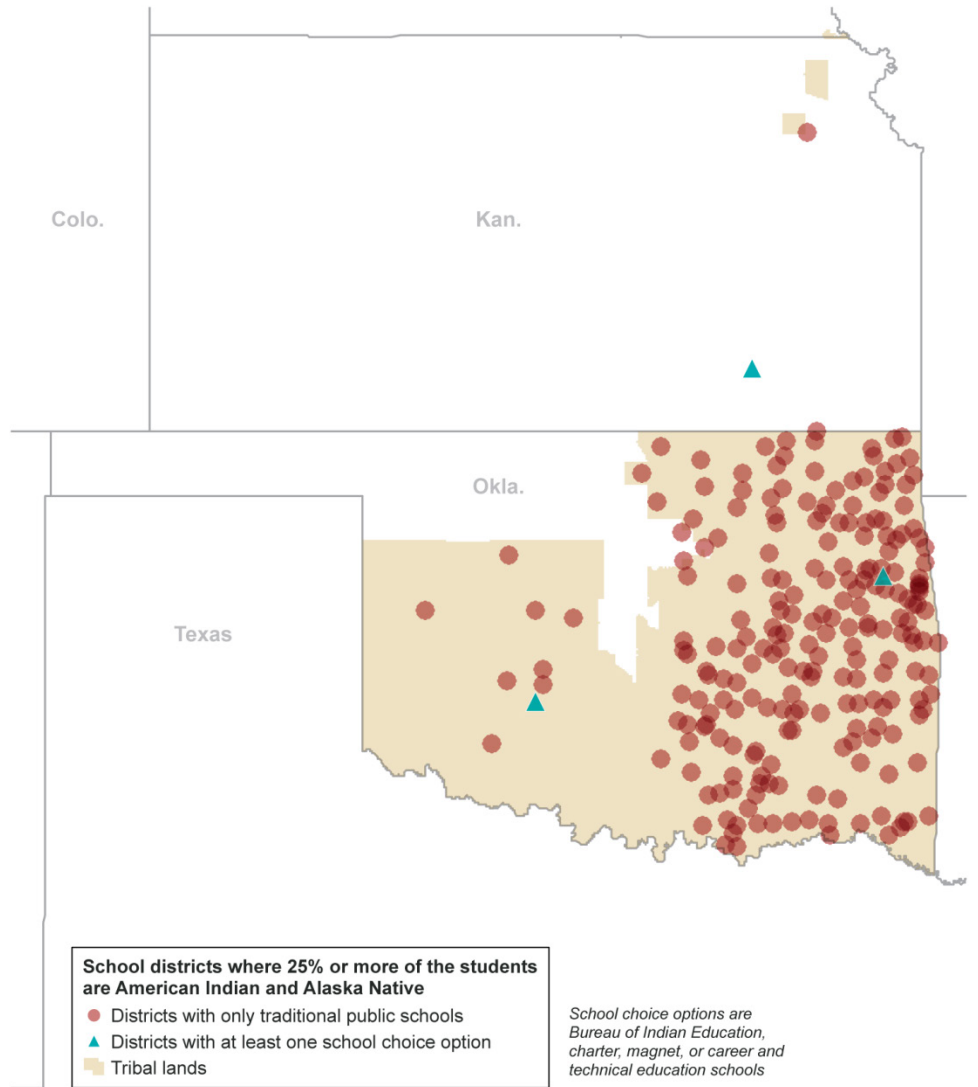 Colo.
Kan.
Okla.
Texas
School districts where 25% or more of the students
are American Indian and Alaska Native
Districts with only traditional public schools
Districts with at least one school choice option
Tribal lands
School choice options are
Bureau of Indian Education,
charter, magnet, or career and
technical education schools